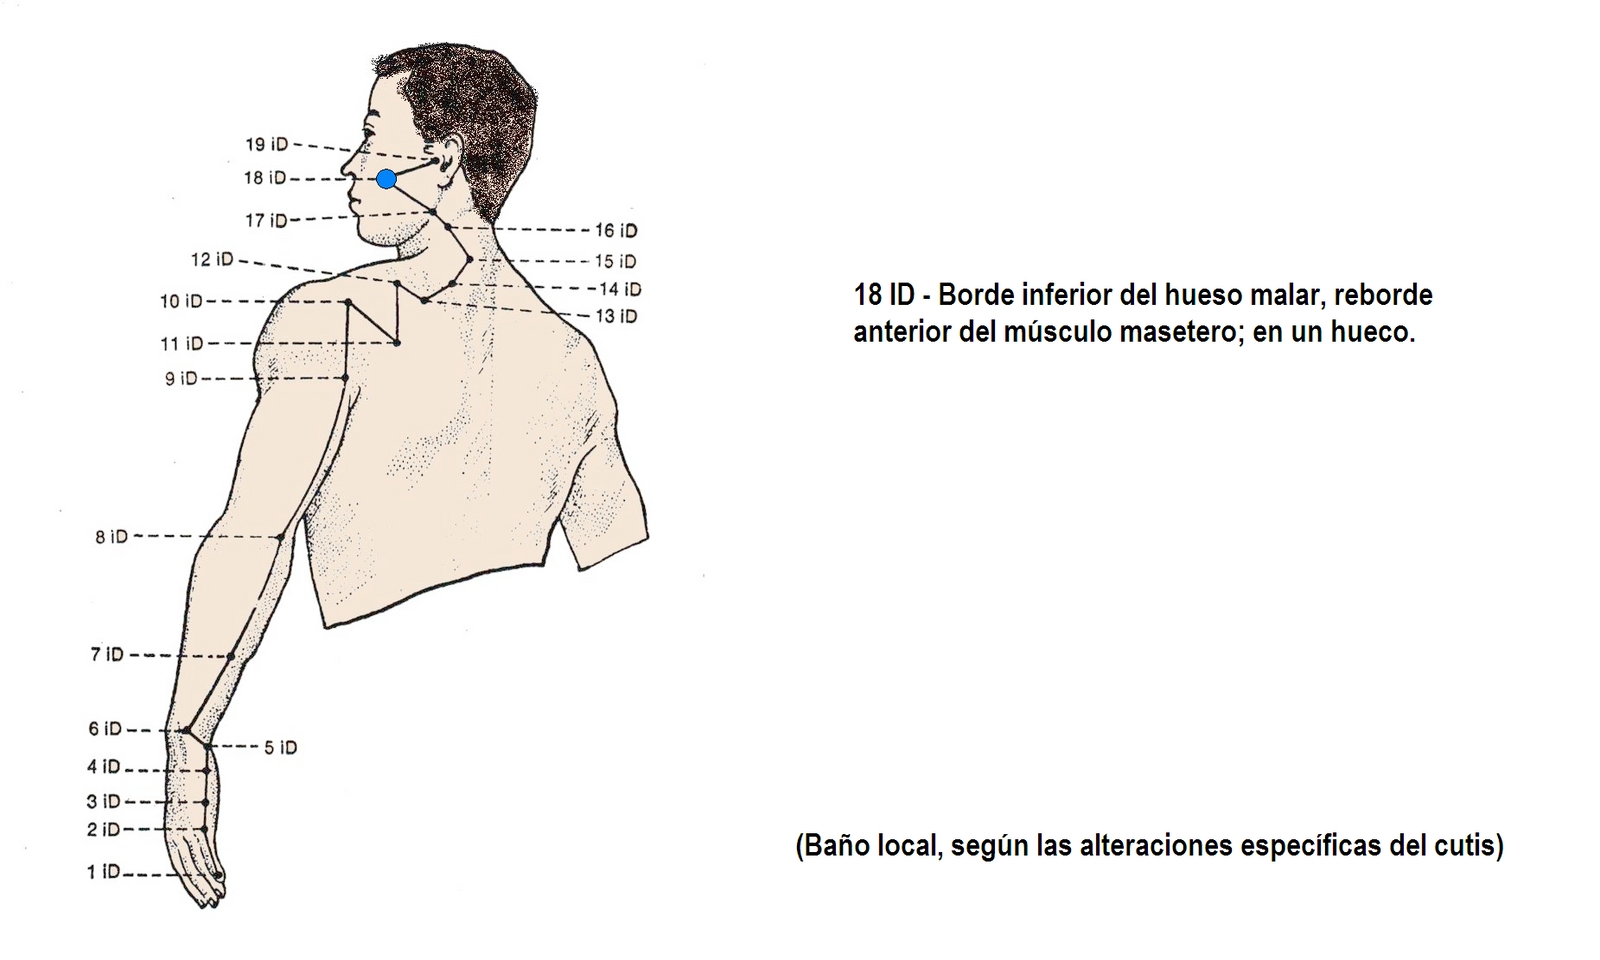 19 iD
18 iD
17 iD
16 iD
12 iD
15 iD
14 iD
10 iD
13 iD
11 iD
9 iD
8 iD
7 iD
6 iD
5 iD
4 iD
3 iD
2 iD
1 iD
18 ID - Borde inferior del hueso malar, reborde
anterior del músculo masetero; en un hueco.
(Baño local, según las alteraciones específicas del cutis)